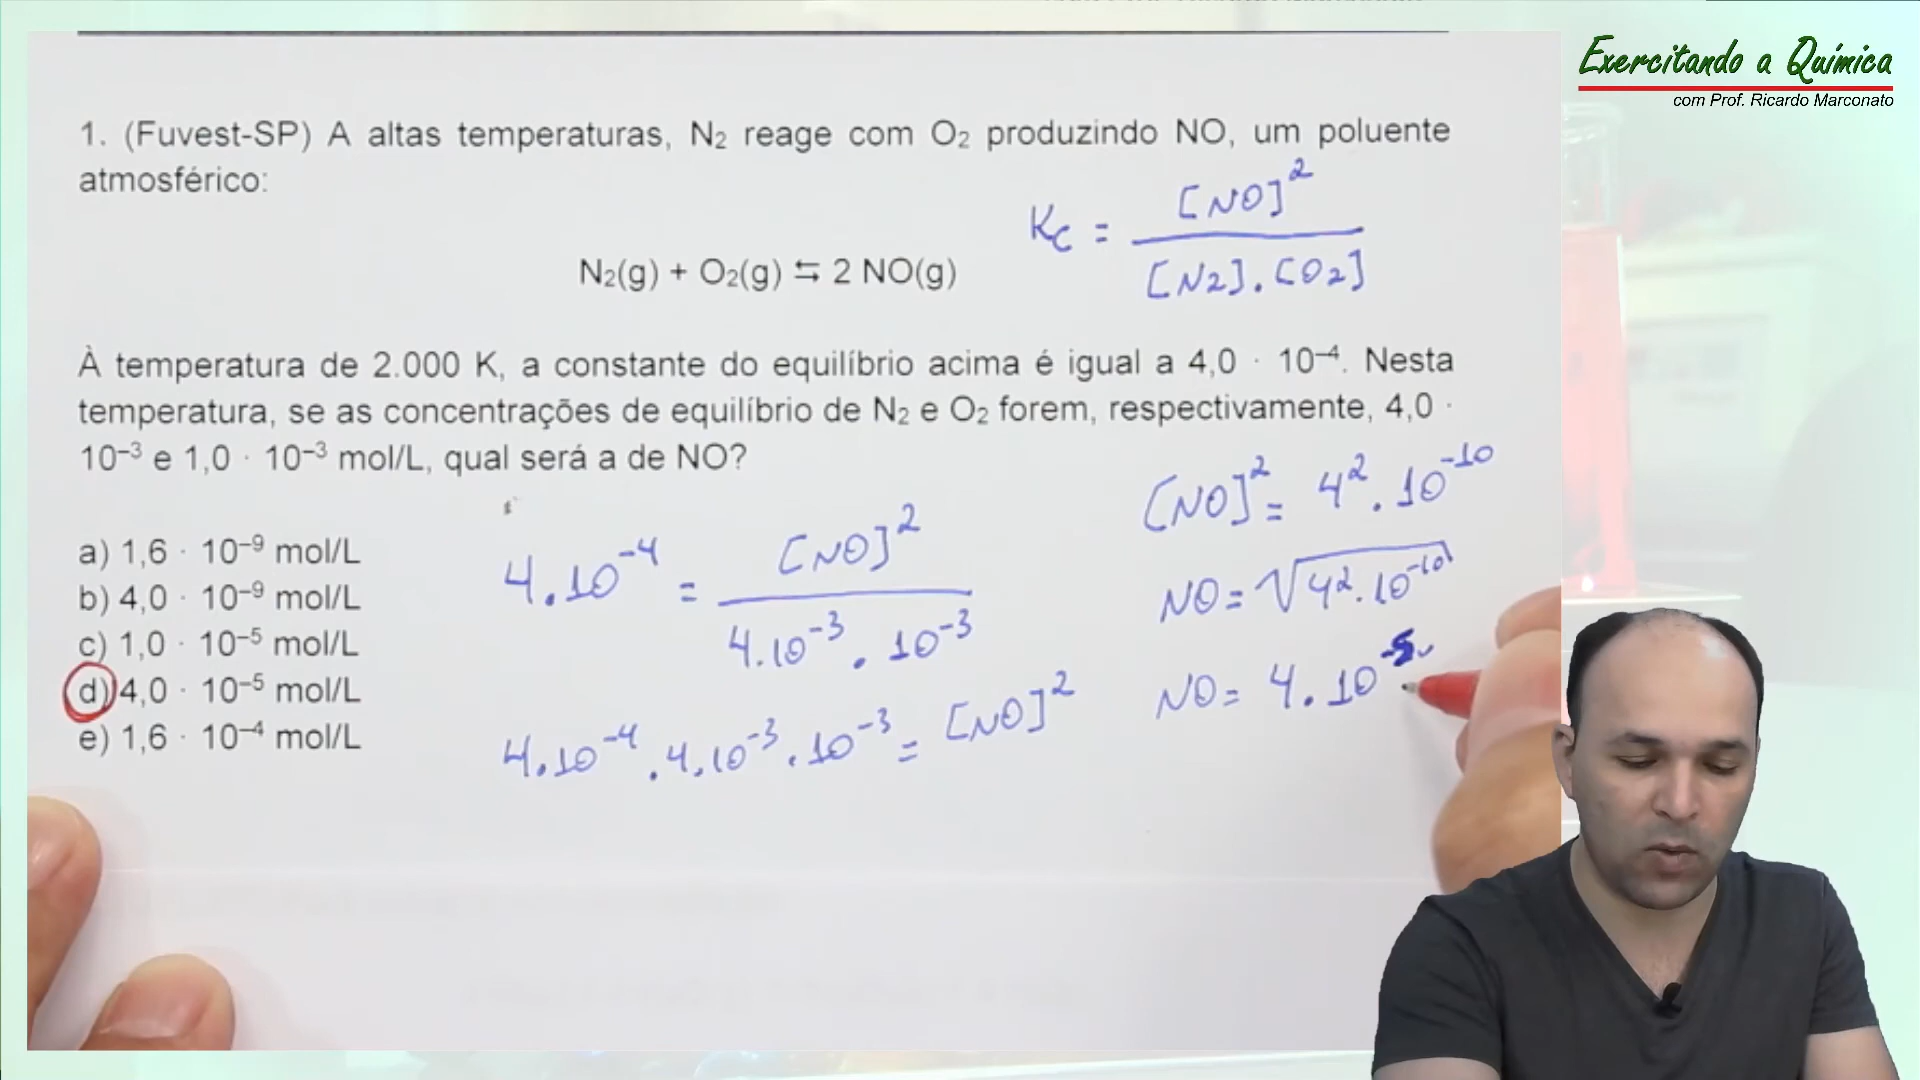 Exercitando a Química
com Prof. Ricardo Marconato
1. (Fuvest-SP) A altas temperaturas, N₂ reage com O₂ produzindo NO, um poluente
atmosférico:
Kc = [NO]² / [N2].[O2]
N₂(g) + O₂(g) ⇆ 2 NO(g)
À temperatura de 2.000 K, a constante do equilíbrio acima é igual a 4,0 · 10⁻⁴. Nesta
temperatura, se as concentrações de equilíbrio de N₂ e O₂ forem, respectivamente, 4,0 ·
10⁻³ e 1,0 · 10⁻³ mol/L, qual será a de NO?
a) 1,6 · 10⁻⁹ mol/L
b) 4,0 · 10⁻⁹ mol/L
c) 1,0 · 10⁻⁵ mol/L
d) 4,0 · 10⁻⁵ mol/L
e) 1,6 · 10⁻⁴ mol/L
4.10⁻⁴ = [NO]² / 4.10⁻³ . 10⁻³
4.10⁻⁴ . 4.10⁻³ . 10⁻³ = [NO]²
[NO]² = 4² . 10⁻¹⁰
NO = √4².10⁻¹⁰
NO = 4.10⁻⁵